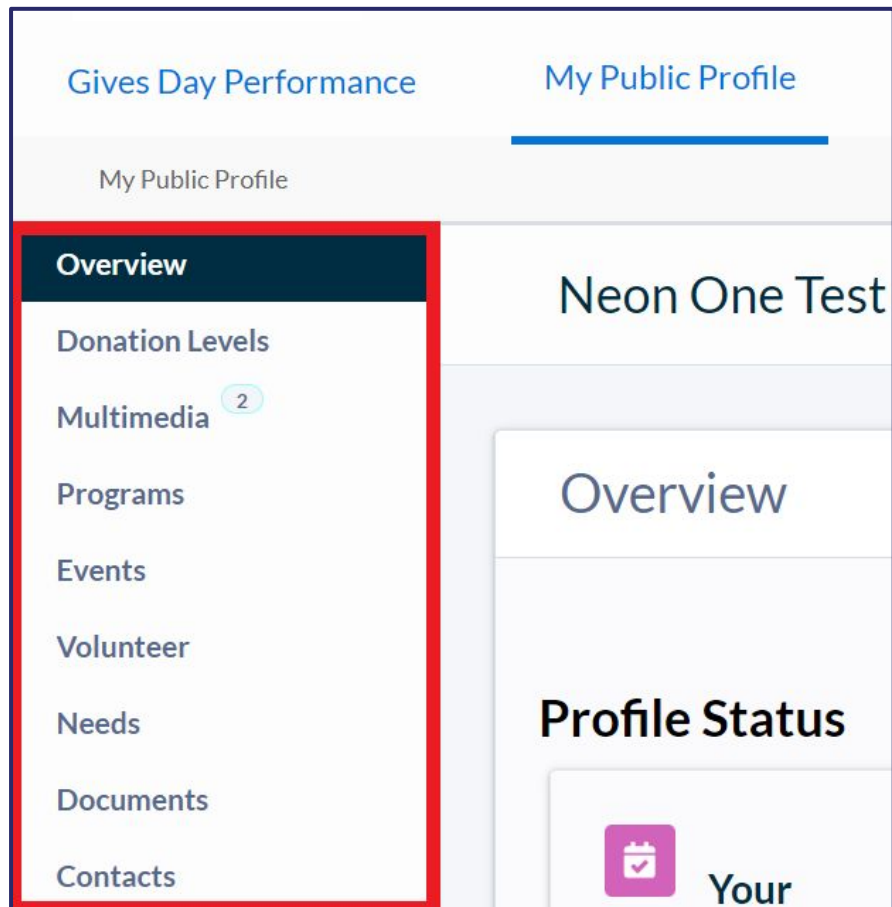 Gives Day Performance
My Public Profile
My Public Profile
Overview
Donation Levels
Multimedia 2
Programs
Events
Volunteer
Needs
Documents
Contacts
Neon One Test
Overview
Profile Status
Your